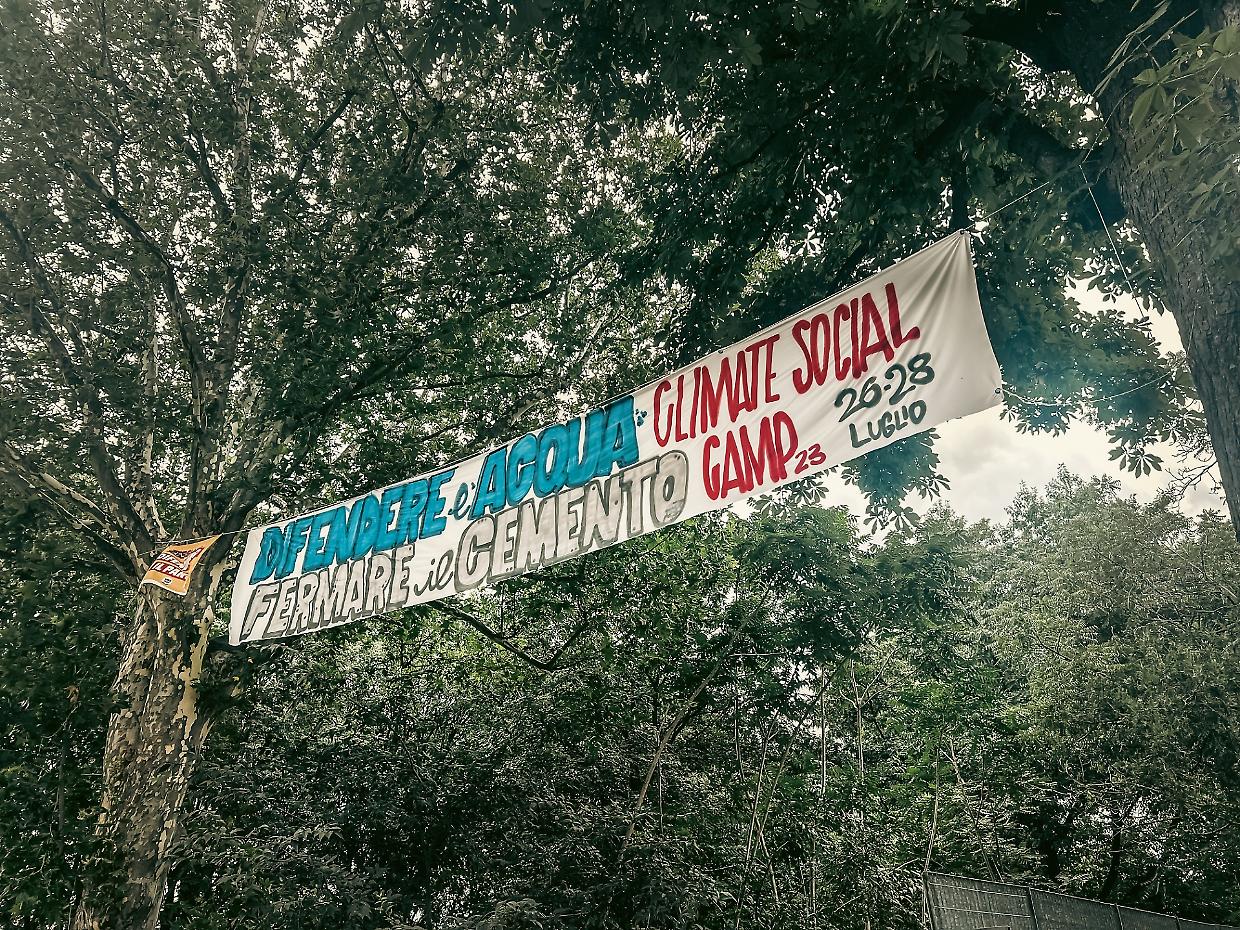 DIFENDERE l'ACQUA
FERMARE il CEMENTO
CLIMATE SOCIAL
CAMP23
26-28
LUGLIO